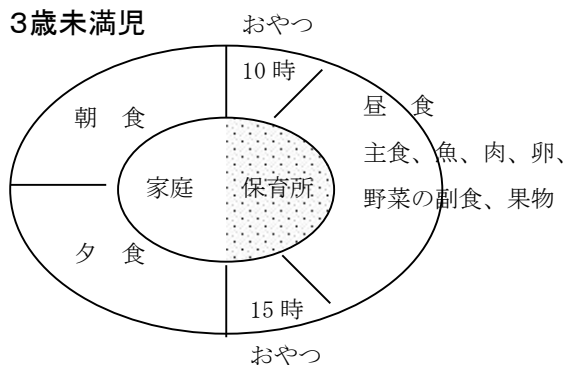 3歳未満児
おやつ
10時
朝　食
昼　食
主食、魚、肉、卵、
野菜の副食、果物
家庭
保育所
夕　食
15時
おやつ